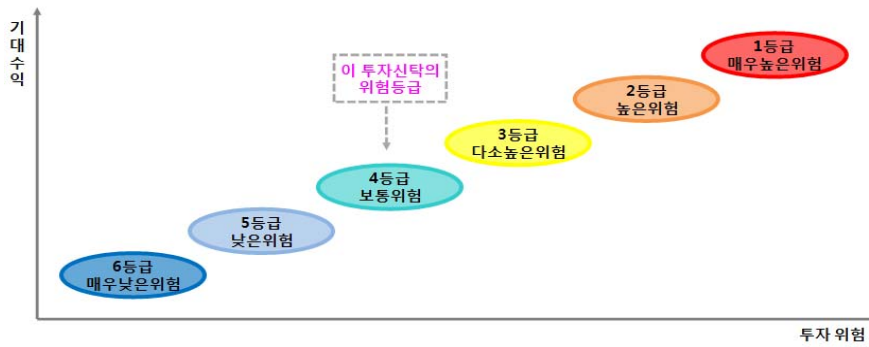 기대수익
1등급
매우높은위험
이 투자신탁의
위험등급
2등급
높은위험
3등급
다소높은위험
4등급
보통위험
5등급
낮은위험
6등급
매우낮은위험
투자 위험